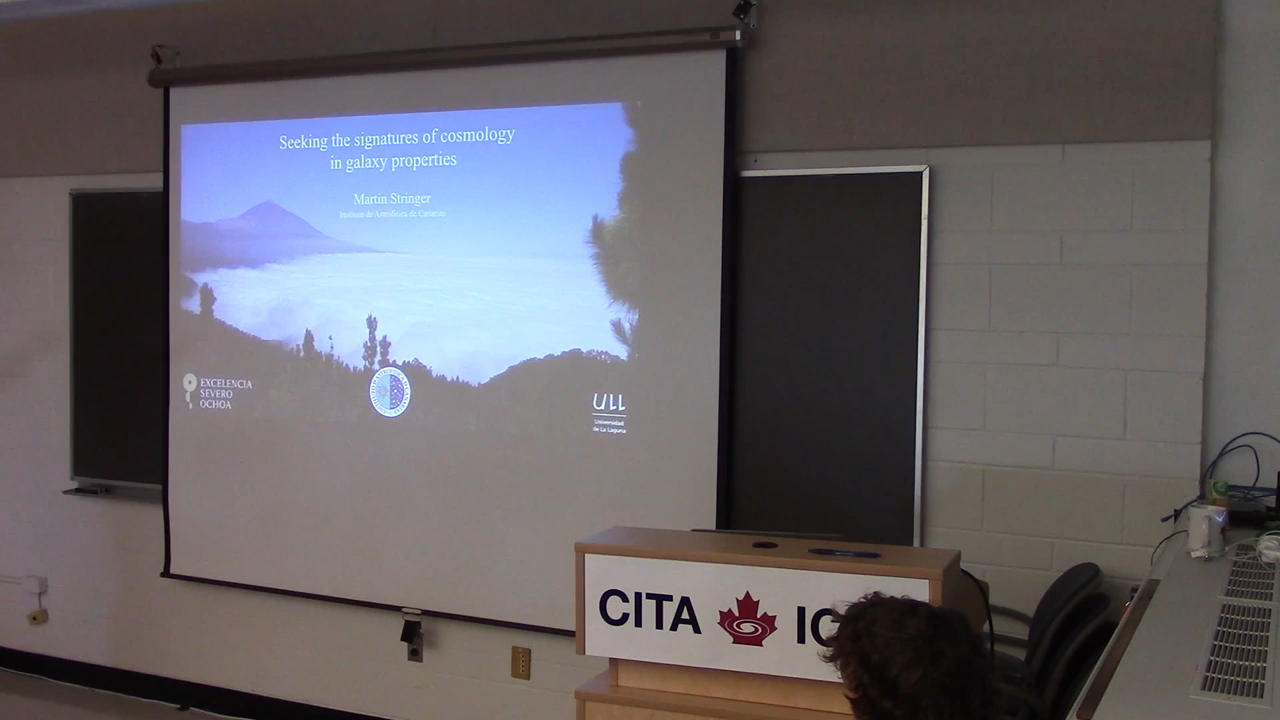 Seeking the signatures of cosmology
in galaxy properties
Martin Stringer
Instituto de Astrofísica de Canarias
EXCELENCIA
SEVERO
OCHOA
ULL
Universidad
de La Laguna
CITA IC